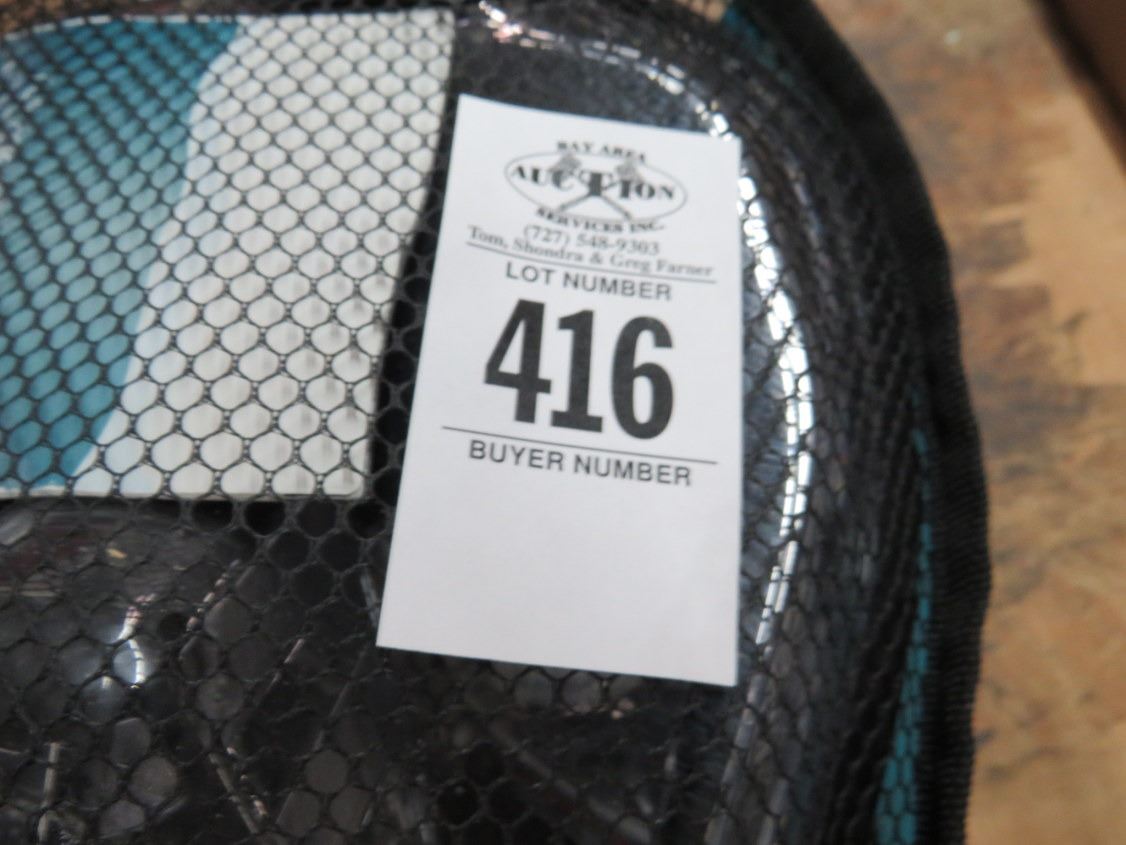 BAY AREA
AUCTION
SERVICES INC.
(727) 548-9303
Tom, Shondra & Greg Farner
LOT NUMBER
416
BUYER NUMBER